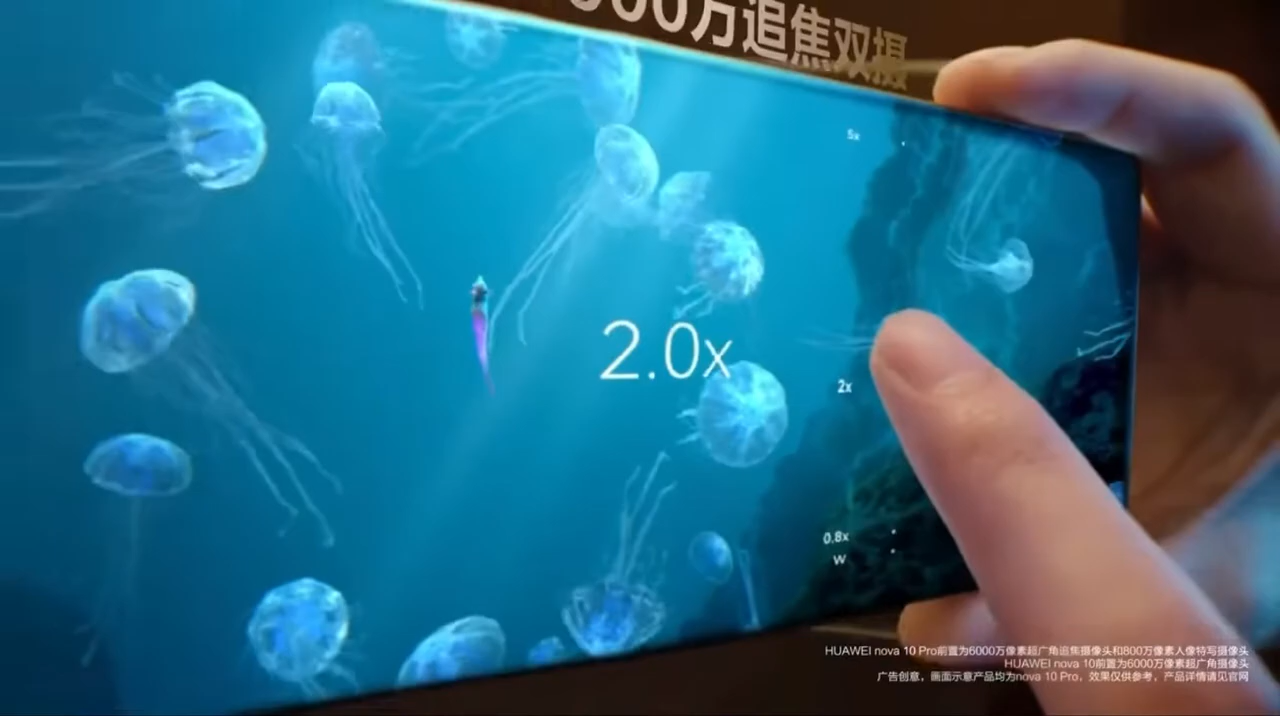 000万追焦双摄
5x
2.0x
2x
0.8x
W
HUAWEI nova 10 Pro前置为6000万像素超广角追焦摄像头和800万像素人像特写摄像头
HUAWEI nova 10前置为6000万像素超广角摄像头
广告创意，画面示意产品均为nova 10 Pro，效果仅供参考，产品详情请见官网